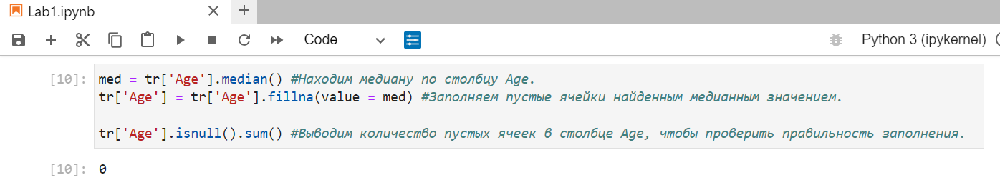 Lab1.ipynb
Code
Python 3 (ipykernel)
[10]: med = tr['Age'].median() #Находим медиану по столбцу Age.
tr['Age'] = tr['Age'].fillna(value = med) #Заполняем пустые ячейки найденным медианным значением.
tr['Age'].isnull().sum() #Выводим количество пустых ячеек в столбце Age, чтобы проверить правильность заполнения.
[10]: 0